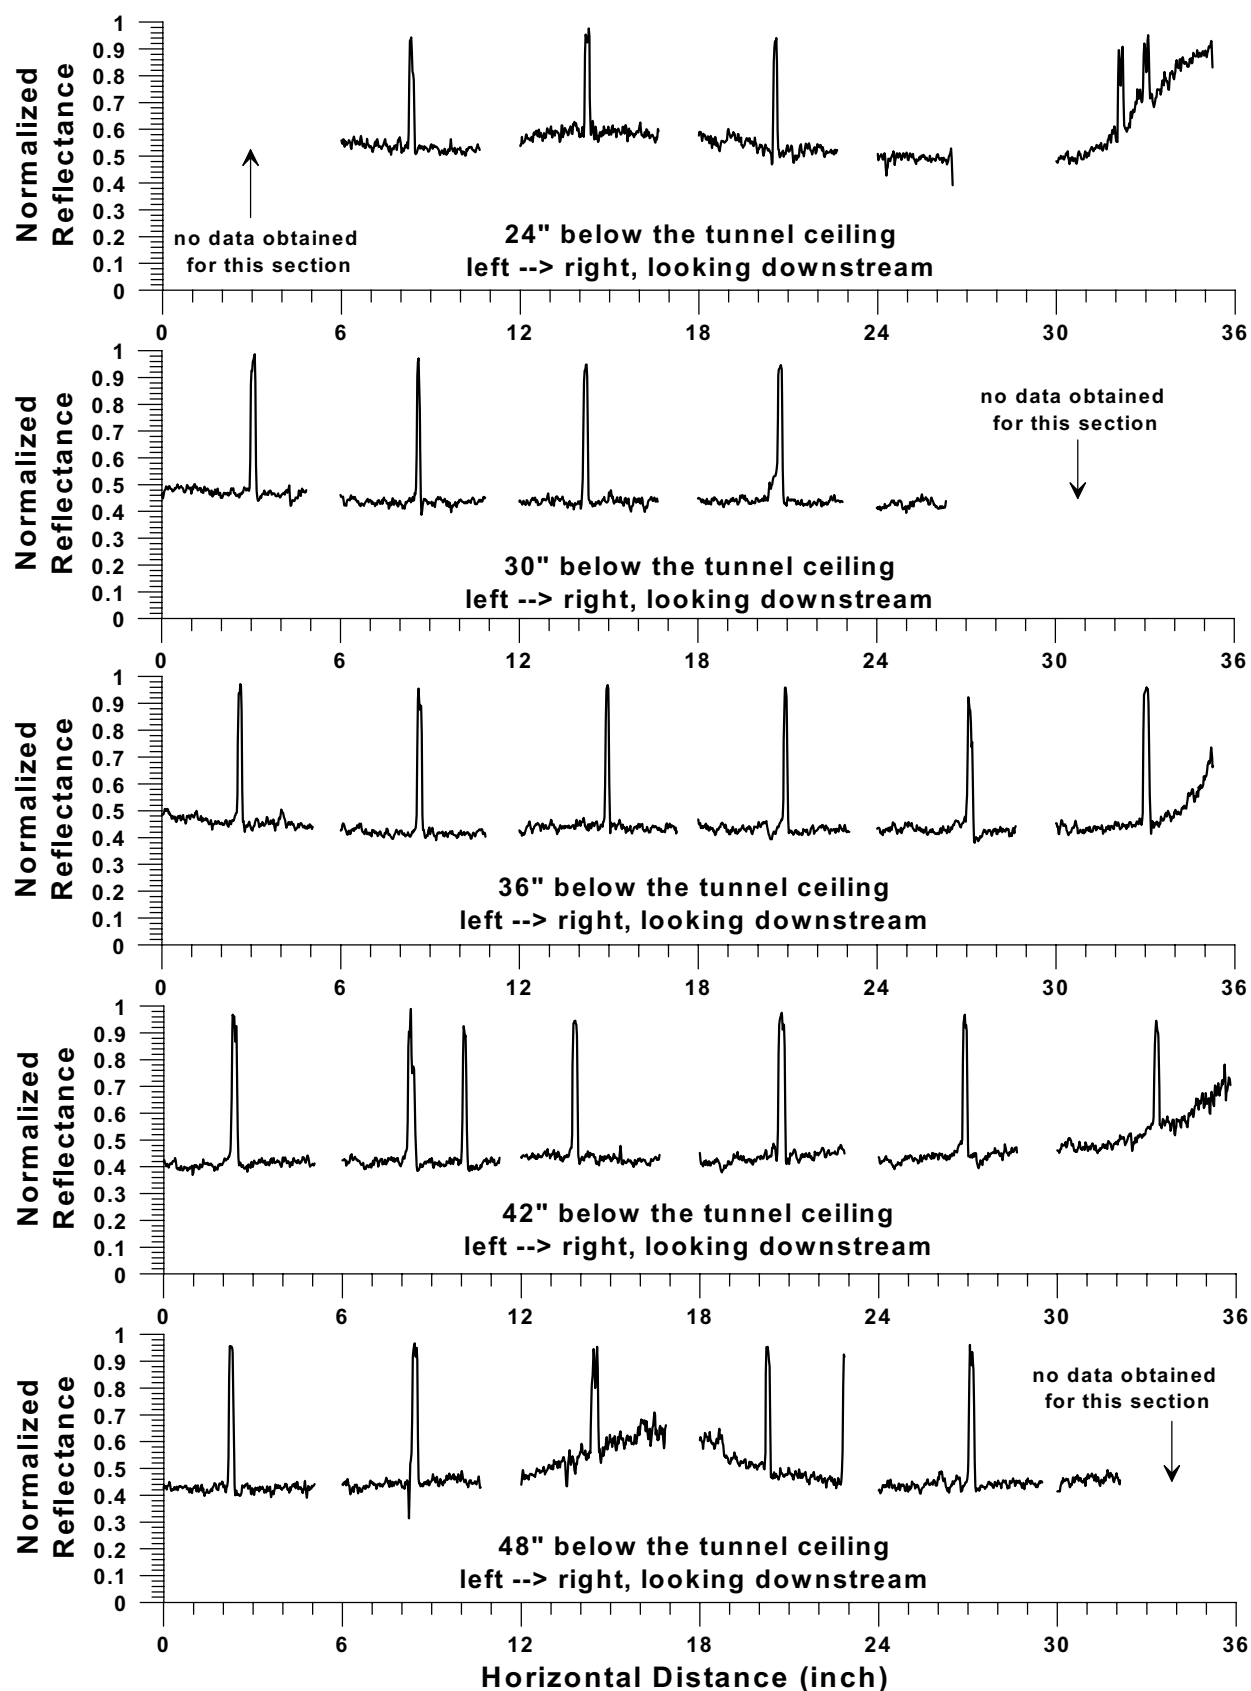 Normalized
Reflectance
1
0.9
0.8
0.7
0.6
0.5
0.4
0.3
0.2
0.1
0
no data obtained
for this section
24" below the tunnel ceiling
left --> right, looking downstream
0 6 12 18 24 30 36
Normalized
Reflectance
1
0.9
0.8
0.7
0.6
0.5
0.4
0.3
0.2
0.1
0
no data obtained
for this section
30" below the tunnel ceiling
left --> right, looking downstream
0 6 12 18 24 30 36
Normalized
Reflectance
1
0.9
0.8
0.7
0.6
0.5
0.4
0.3
0.2
0.1
0
36" below the tunnel ceiling
left --> right, looking downstream
0 6 12 18 24 30 36
Normalized
Reflectance
1
0.9
0.8
0.7
0.6
0.5
0.4
0.3
0.2
0.1
0
42" below the tunnel ceiling
left --> right, looking downstream
0 6 12 18 24 30 36
Normalized
Reflectance
1
0.9
0.8
0.7
0.6
0.5
0.4
0.3
0.2
0.1
0
no data obtained
for this section
48" below the tunnel ceiling
left --> right, looking downstream
0 6 12 18 24 30 36
Horizontal Distance (inch)